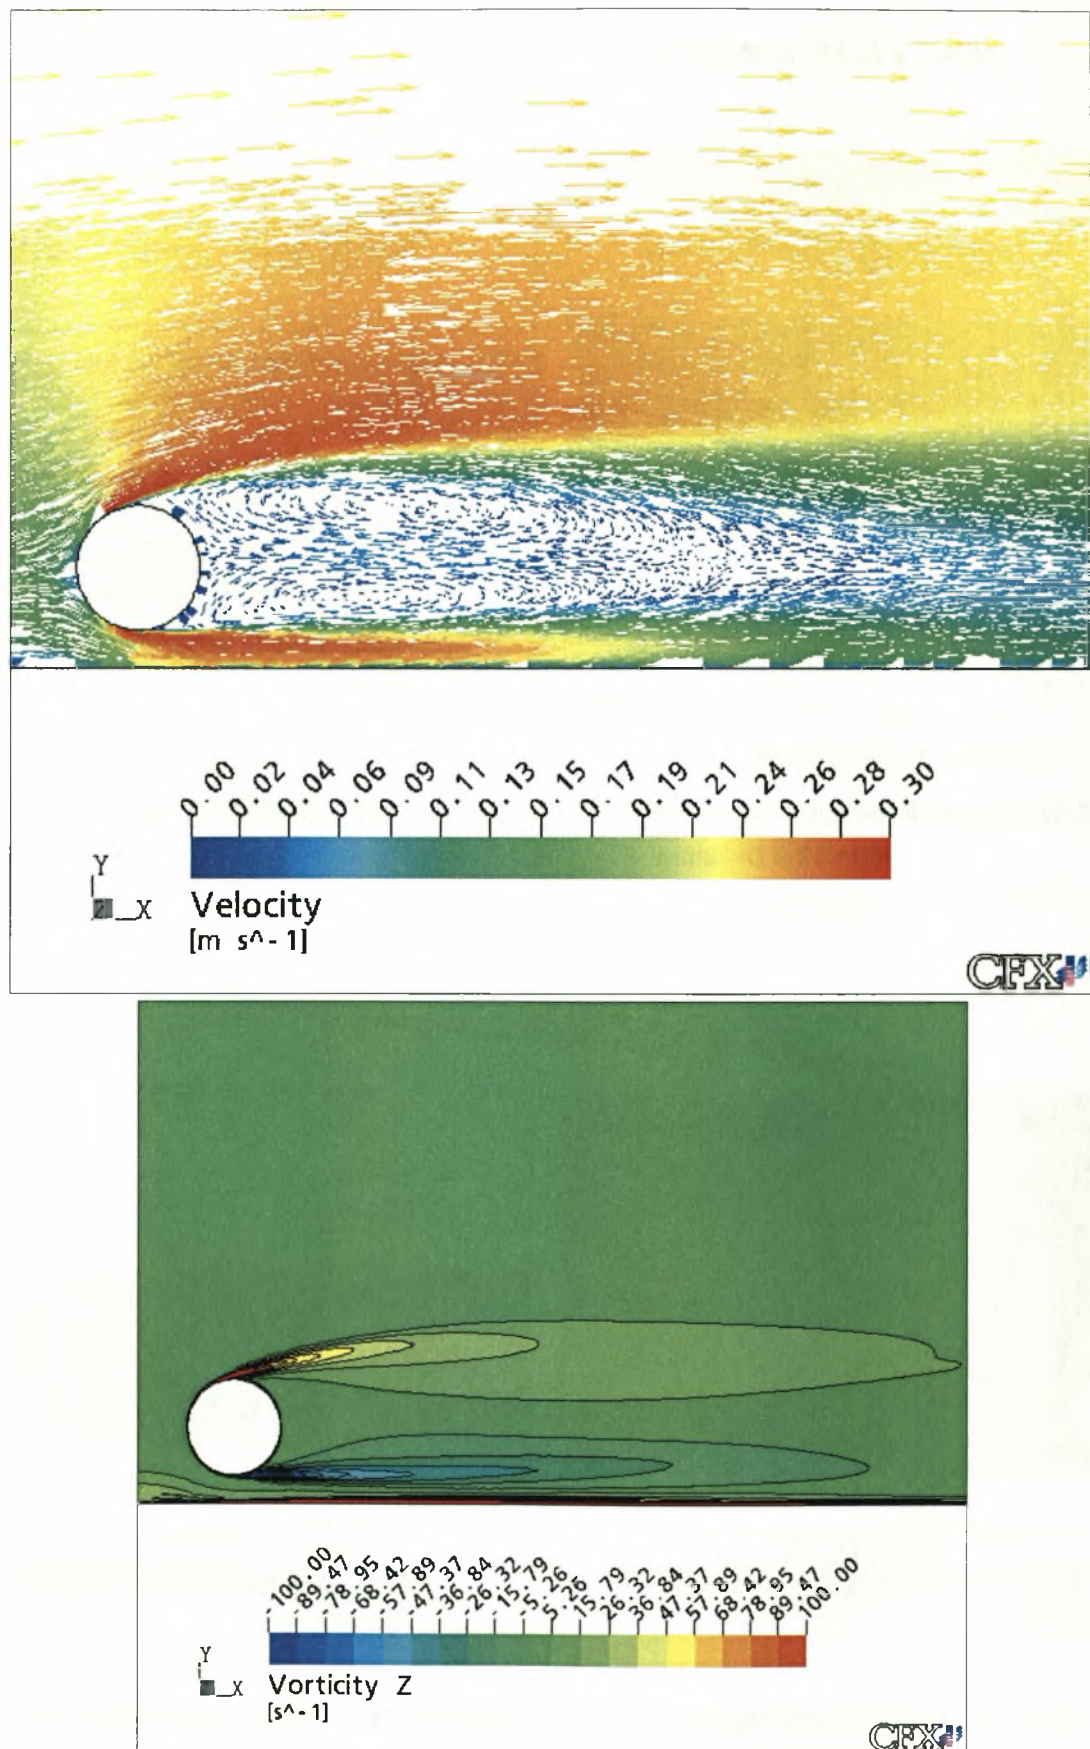 0.00 0.02 0.04 0.06 0.09 0.11 0.13 0.15 0.17 0.19 0.21 0.24 0.26 0.28 0.30
Y
Z X
Velocity
[m s^-1]
CFX
-100.00 -89.47 -78.95 -68.42 -57.89 -47.37 -36.84 -26.32 -15.79 -5.26 5.26 15.79 26.32 36.84 47.37 57.89 68.42 78.95 89.47 100.00
Y
X
Vorticity Z
[s^-1]
CFX